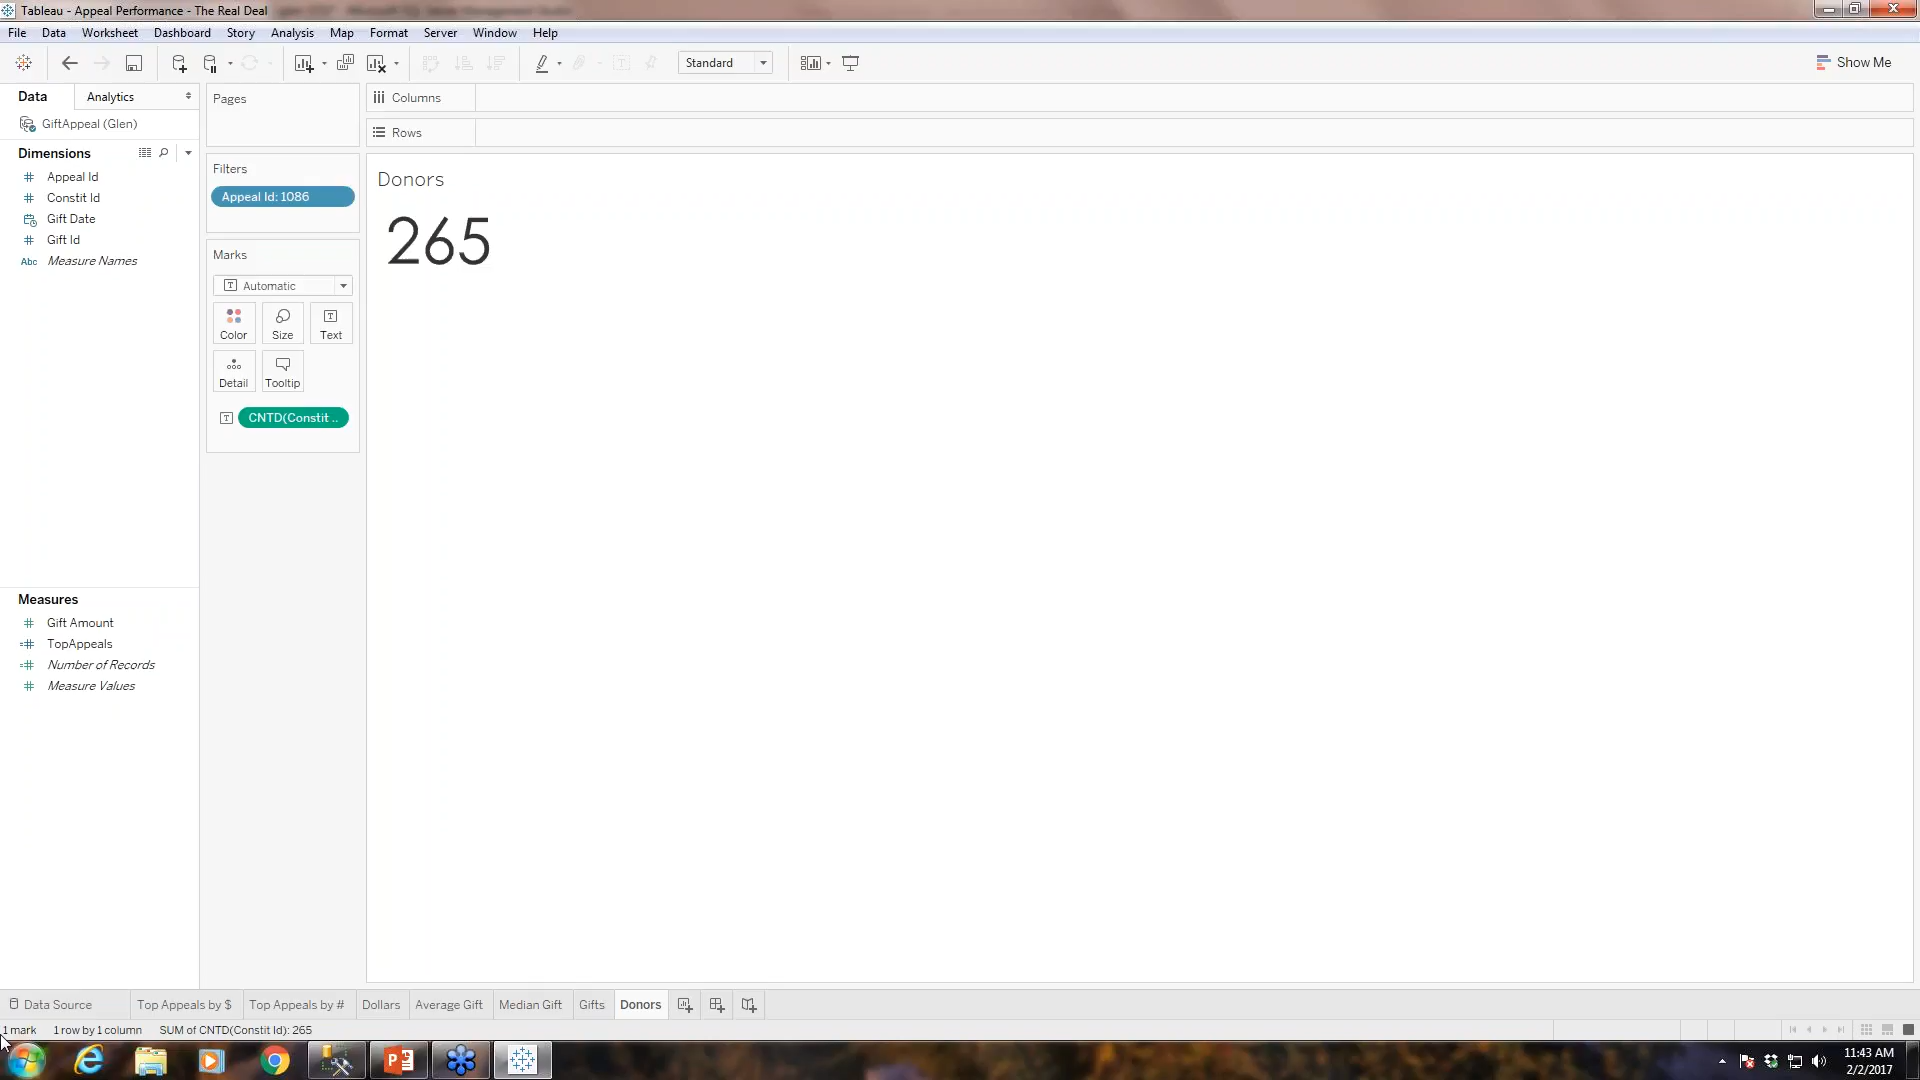 Tableau - Appeal Performance - The Real Deal
File Data Worksheet Dashboard Story Analysis Map Format Server Window Help
Standard
Show Me
Data
Analytics
GiftAppeal (Glen)
Dimensions
Appeal Id
Constit Id
Gift Date
Gift Id
Abc Measure Names
Measures
Gift Amount
TopAppeals
Number of Records
Measure Values
Pages
Filters
Appeal Id: 1086
Marks
Automatic
Color Size Text
Detail Tooltip
CNTD(Constit ..
Columns
Rows
Donors
265
Data Source Top Appeals by $ Top Appeals by # Dollars Average Gift Median Gift Gifts Donors
1 mark 1 row by 1 column SUM of CNTD(Constit Id): 265
11:43 AM
2/2/2017